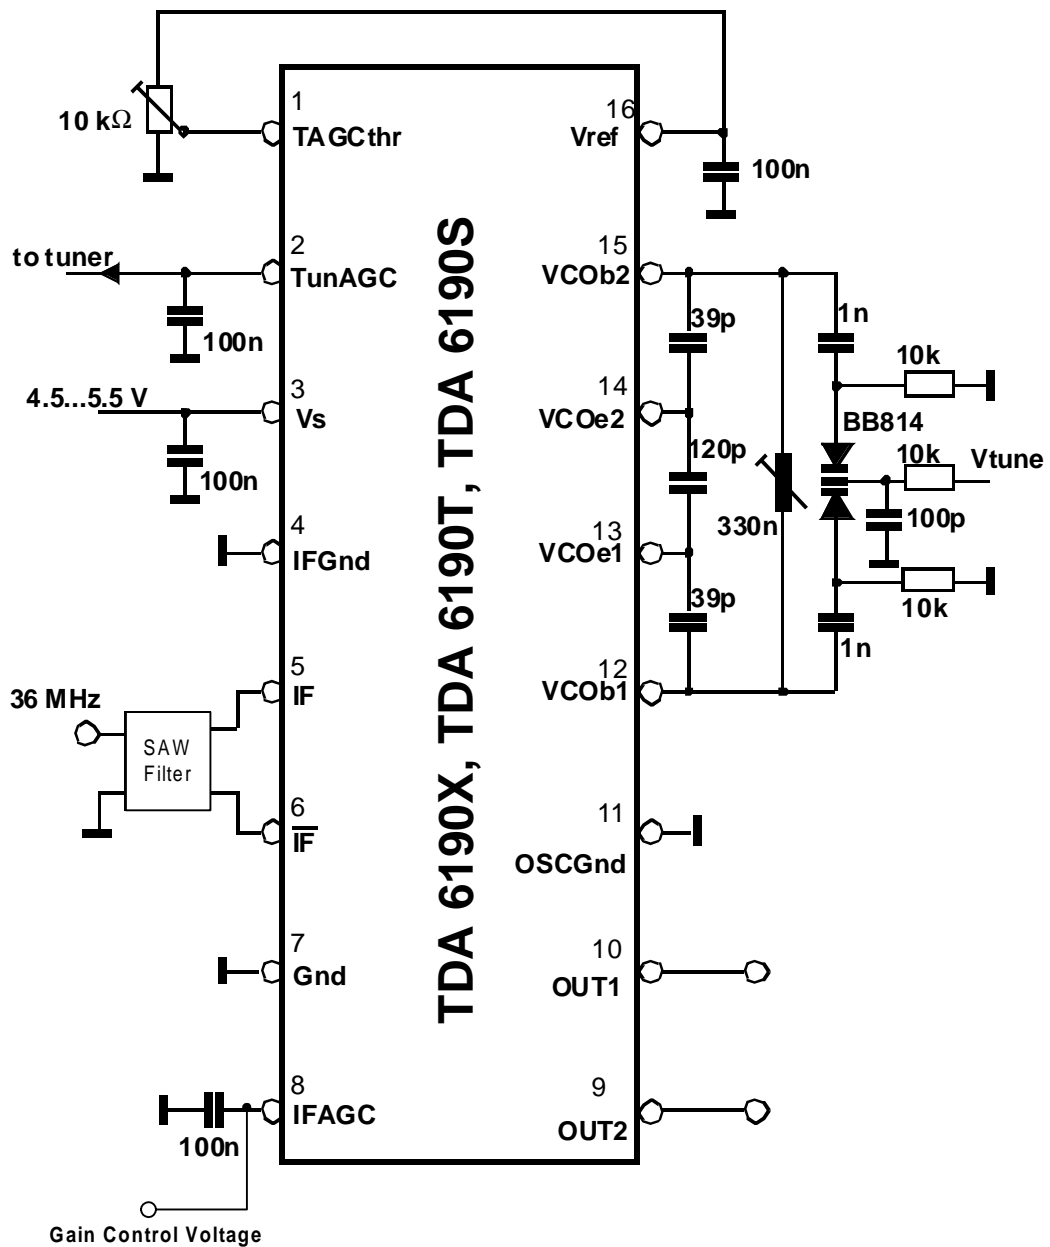 1
10 kΩ
TAGCthr
16
Vref
100n
2
to tuner
TunAGC
100n
15
VCOb2
39p
1n
10k
3
4.5...5.5 V
Vs
100n
14
VCOe2
BB814
120p
10k
Vtune
330n
100p
4
IFGnd
13
VCOe1
39p
10k
1n
5
IF
36 MHz
SAW
Filter
12
VCOb1
6
IF
11
OSCGnd
7
Gnd
10
OUT1
8
IFAGC
100n
9
OUT2
Gain Control Voltage
TDA 6190X, TDA 6190T, TDA 6190S